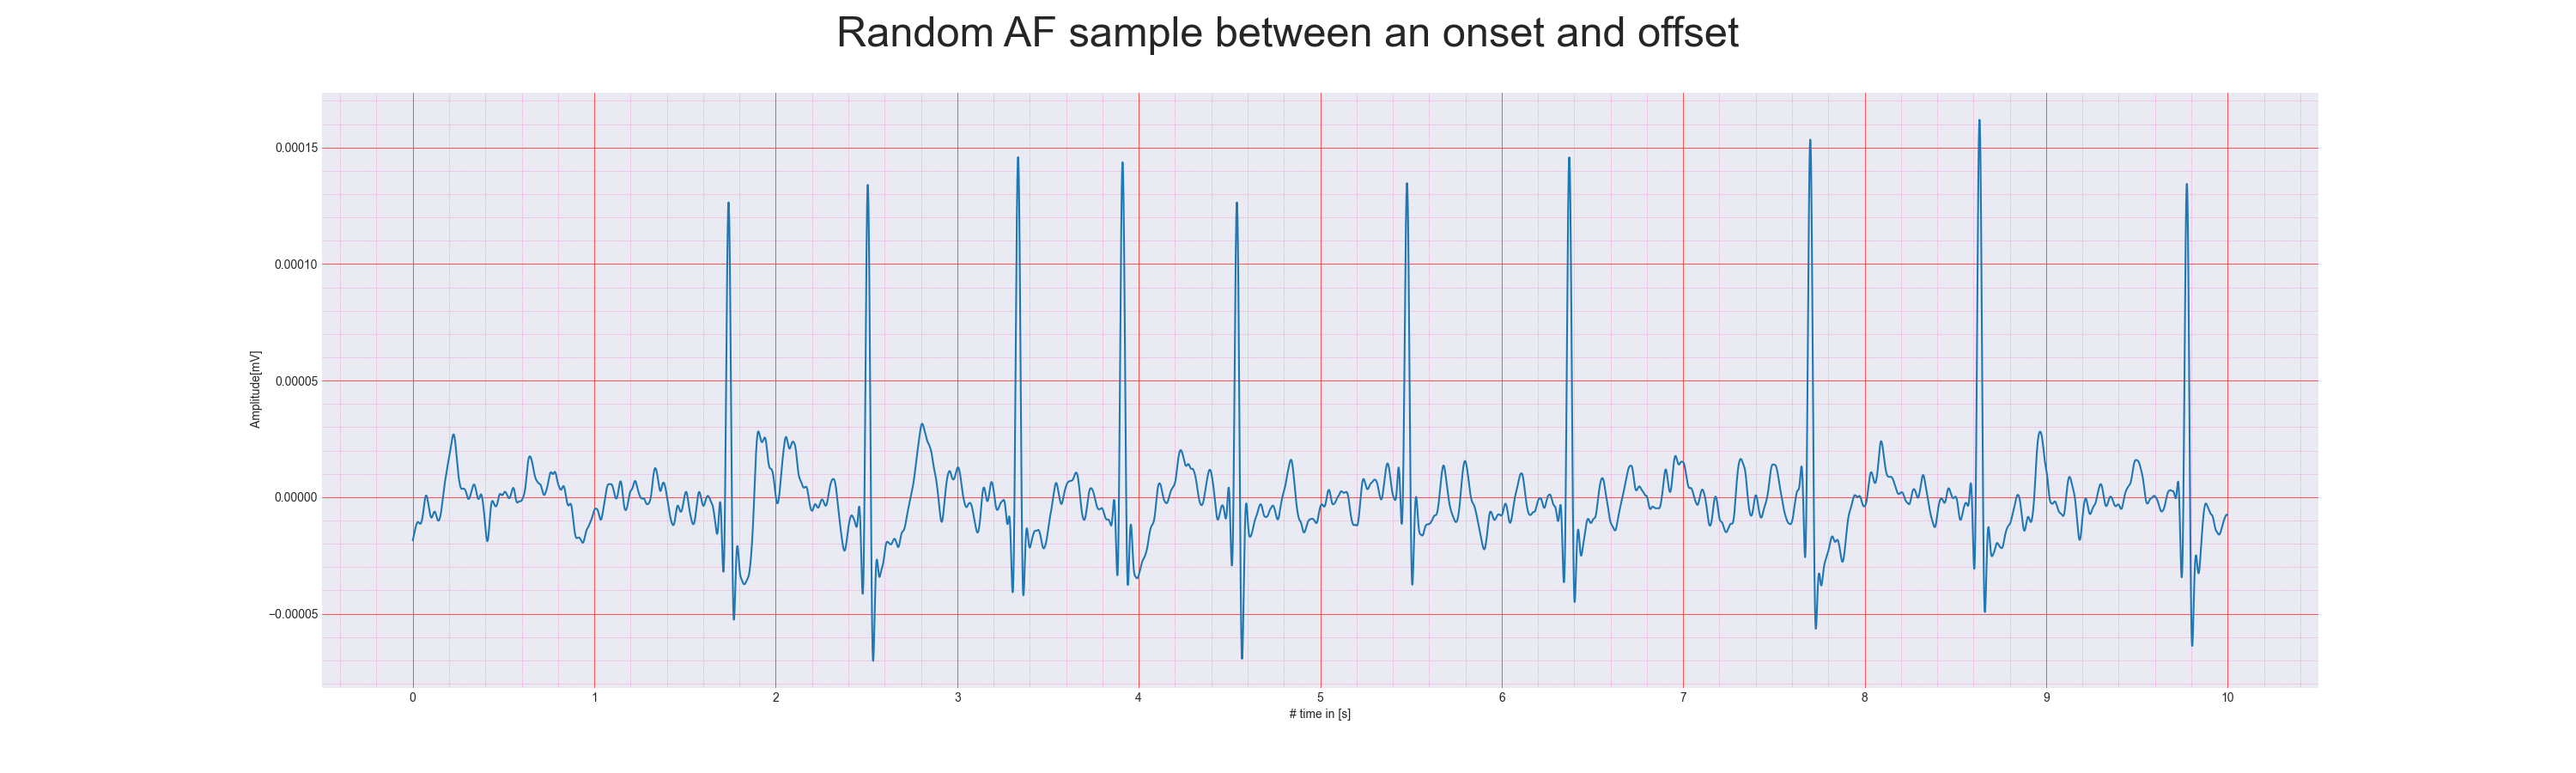 Random AF sample between an onset and offset
0.00015
0.00010
0.00005
0.00000
−0.00005
Amplitude[mV]
0 1 2 3 4 5 6 7 8 9 10
# time in [s]